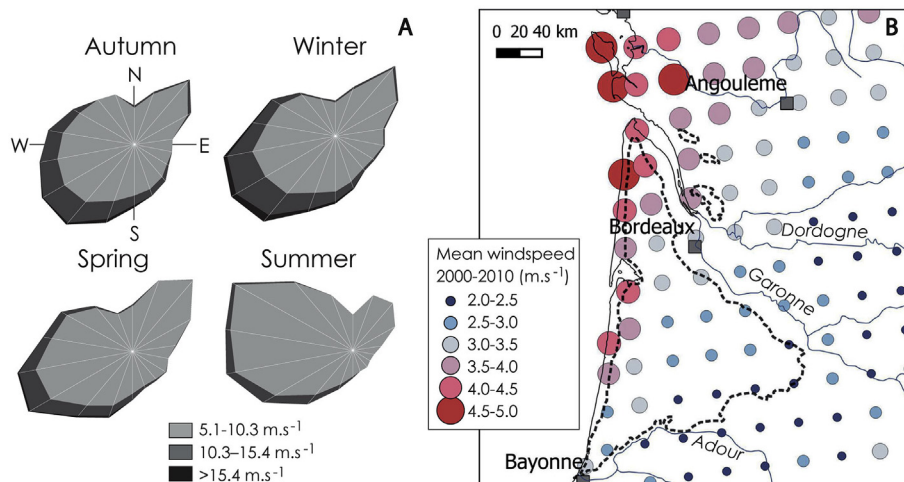 A
Autumn
Winter
N
W
E
S
Spring
Summer
5.1-10.3 m.s-1
10.3–15.4 m.s-1
>15.4 m.s-1
B
0 20 40 km
Angouleme
Bordeaux
Dordogne
Garonne
Adour
Bayonne
Mean windspeed
2000-2010 (m.s-1)
2.0-2.5
2.5-3.0
3.0-3.5
3.5-4.0
4.0-4.5
4.5-5.0